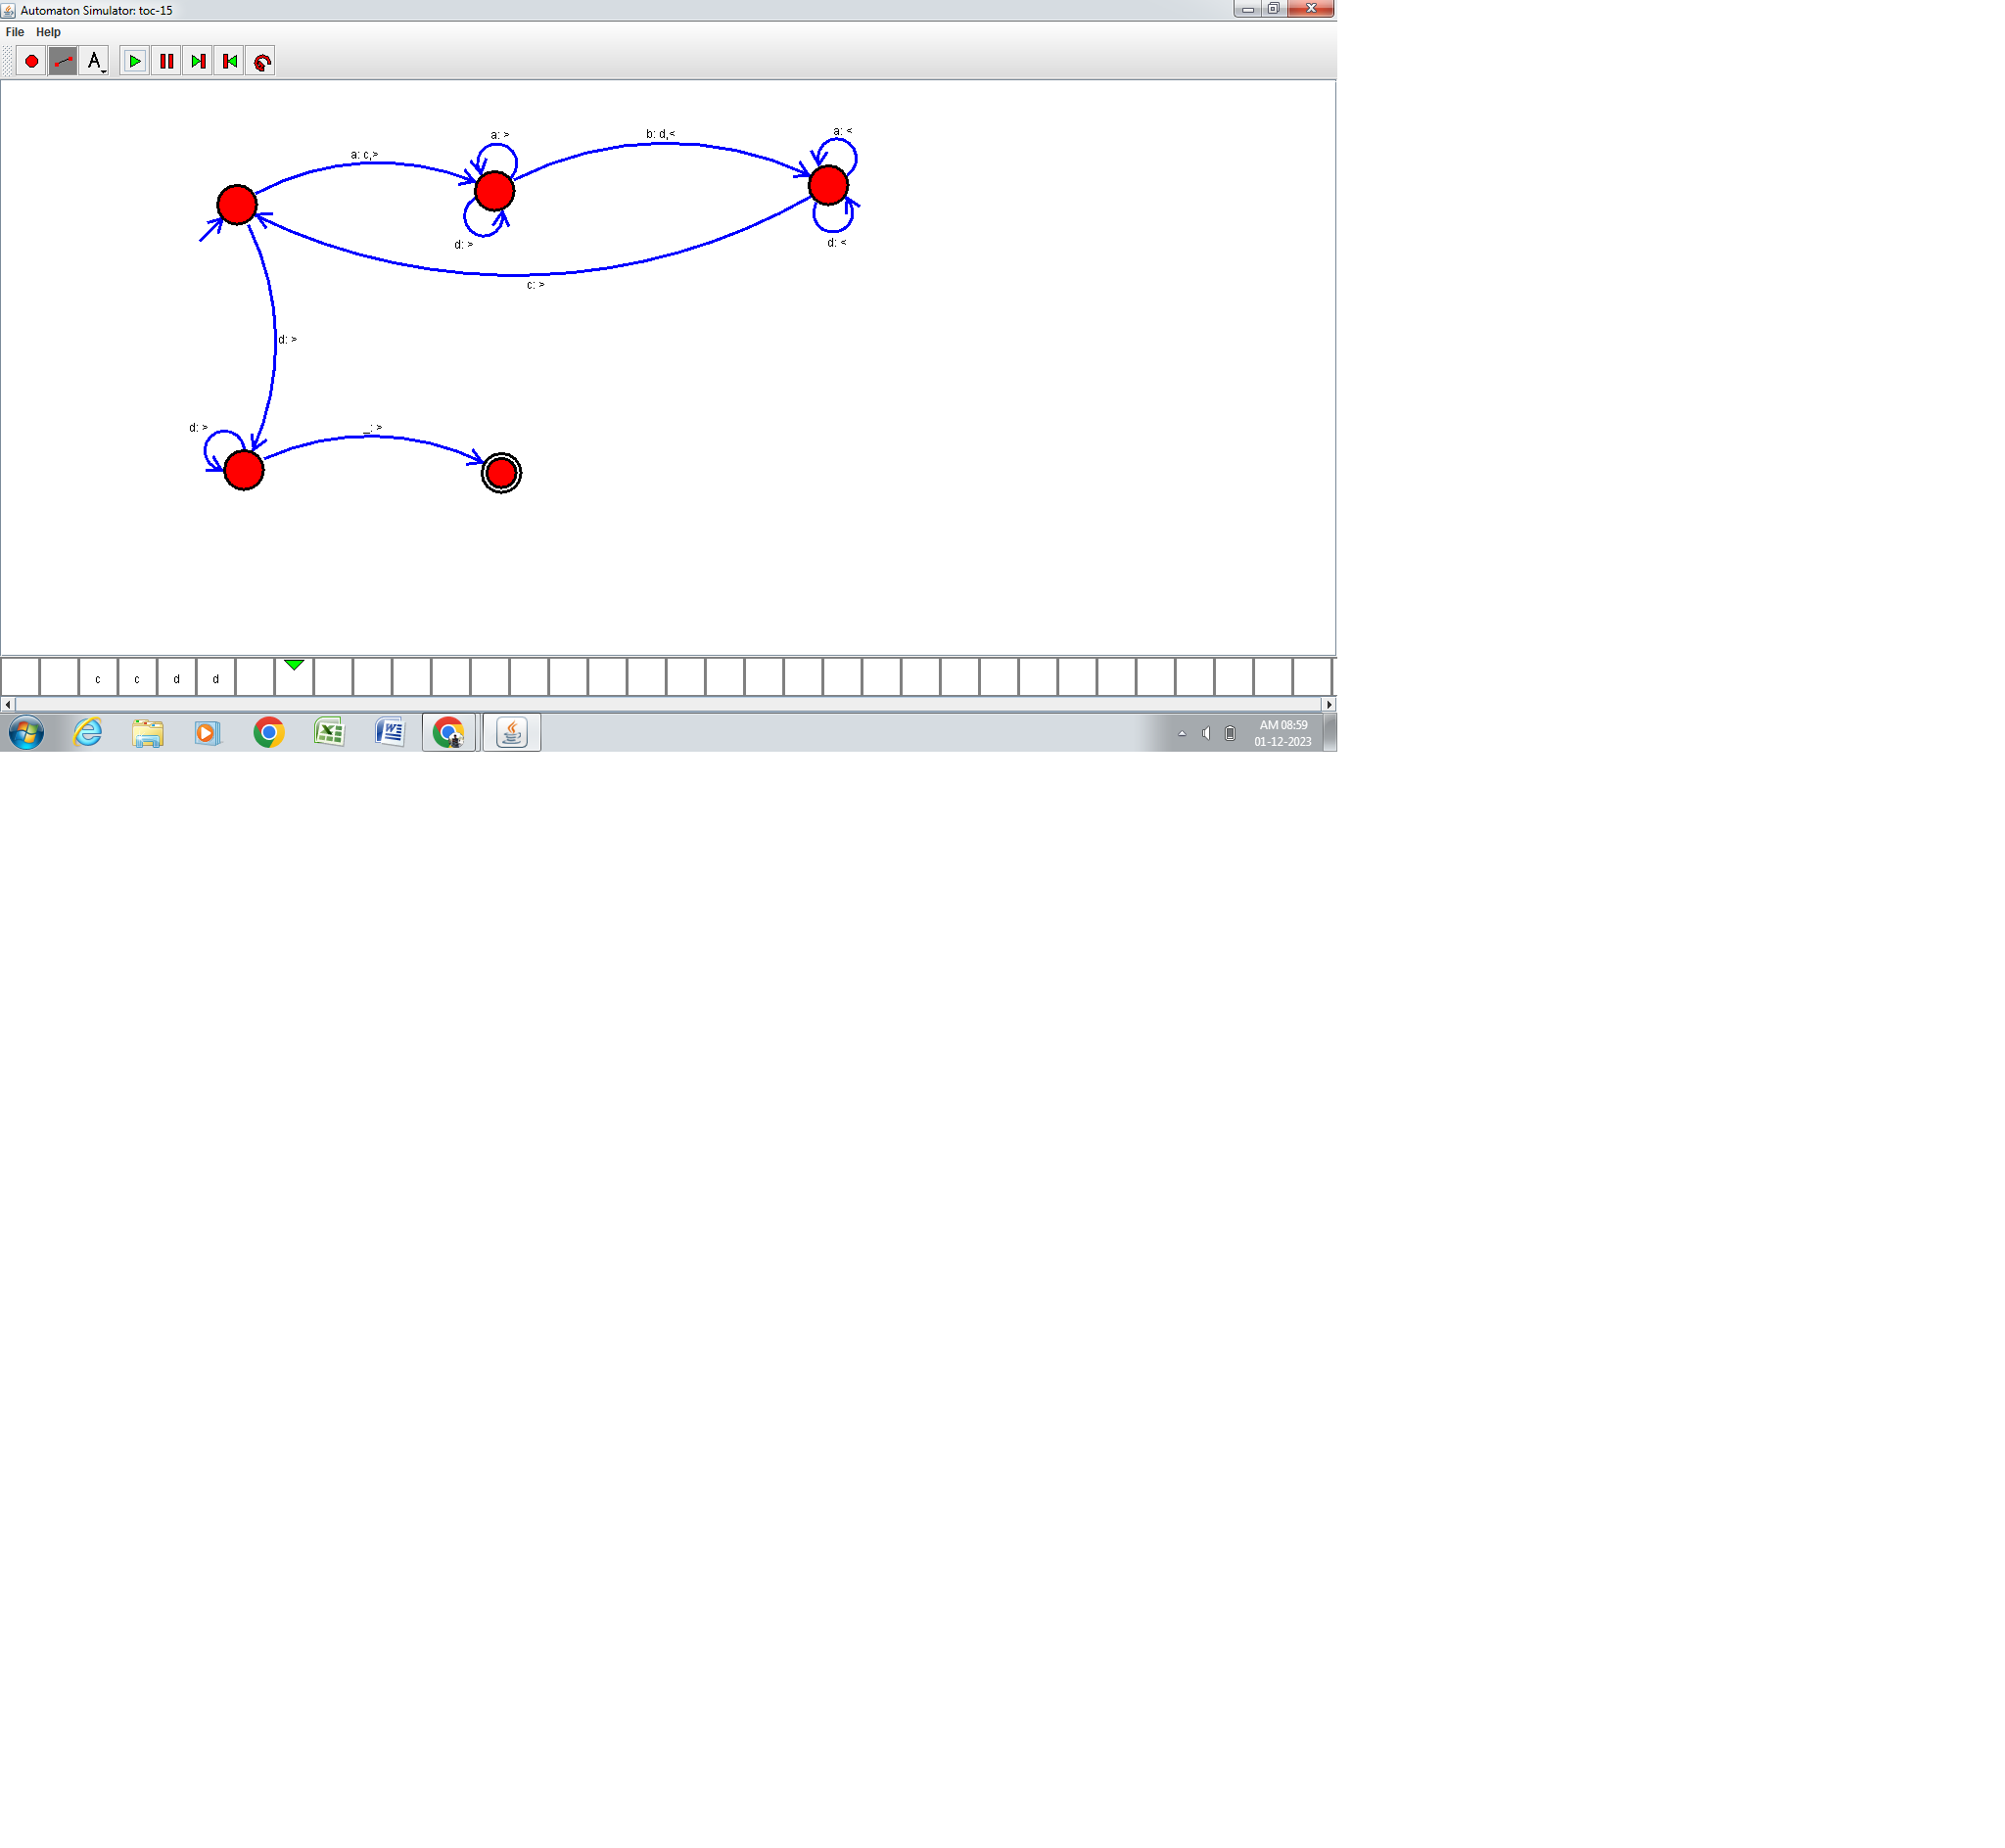 Automaton Simulator: toc-15
File Help
A
a: >
b: d,<
a: <
a: c,>
d: >
d: <
c: >
d: >
d: >
_: >
c c d d
AM 08:59
01-12-2023